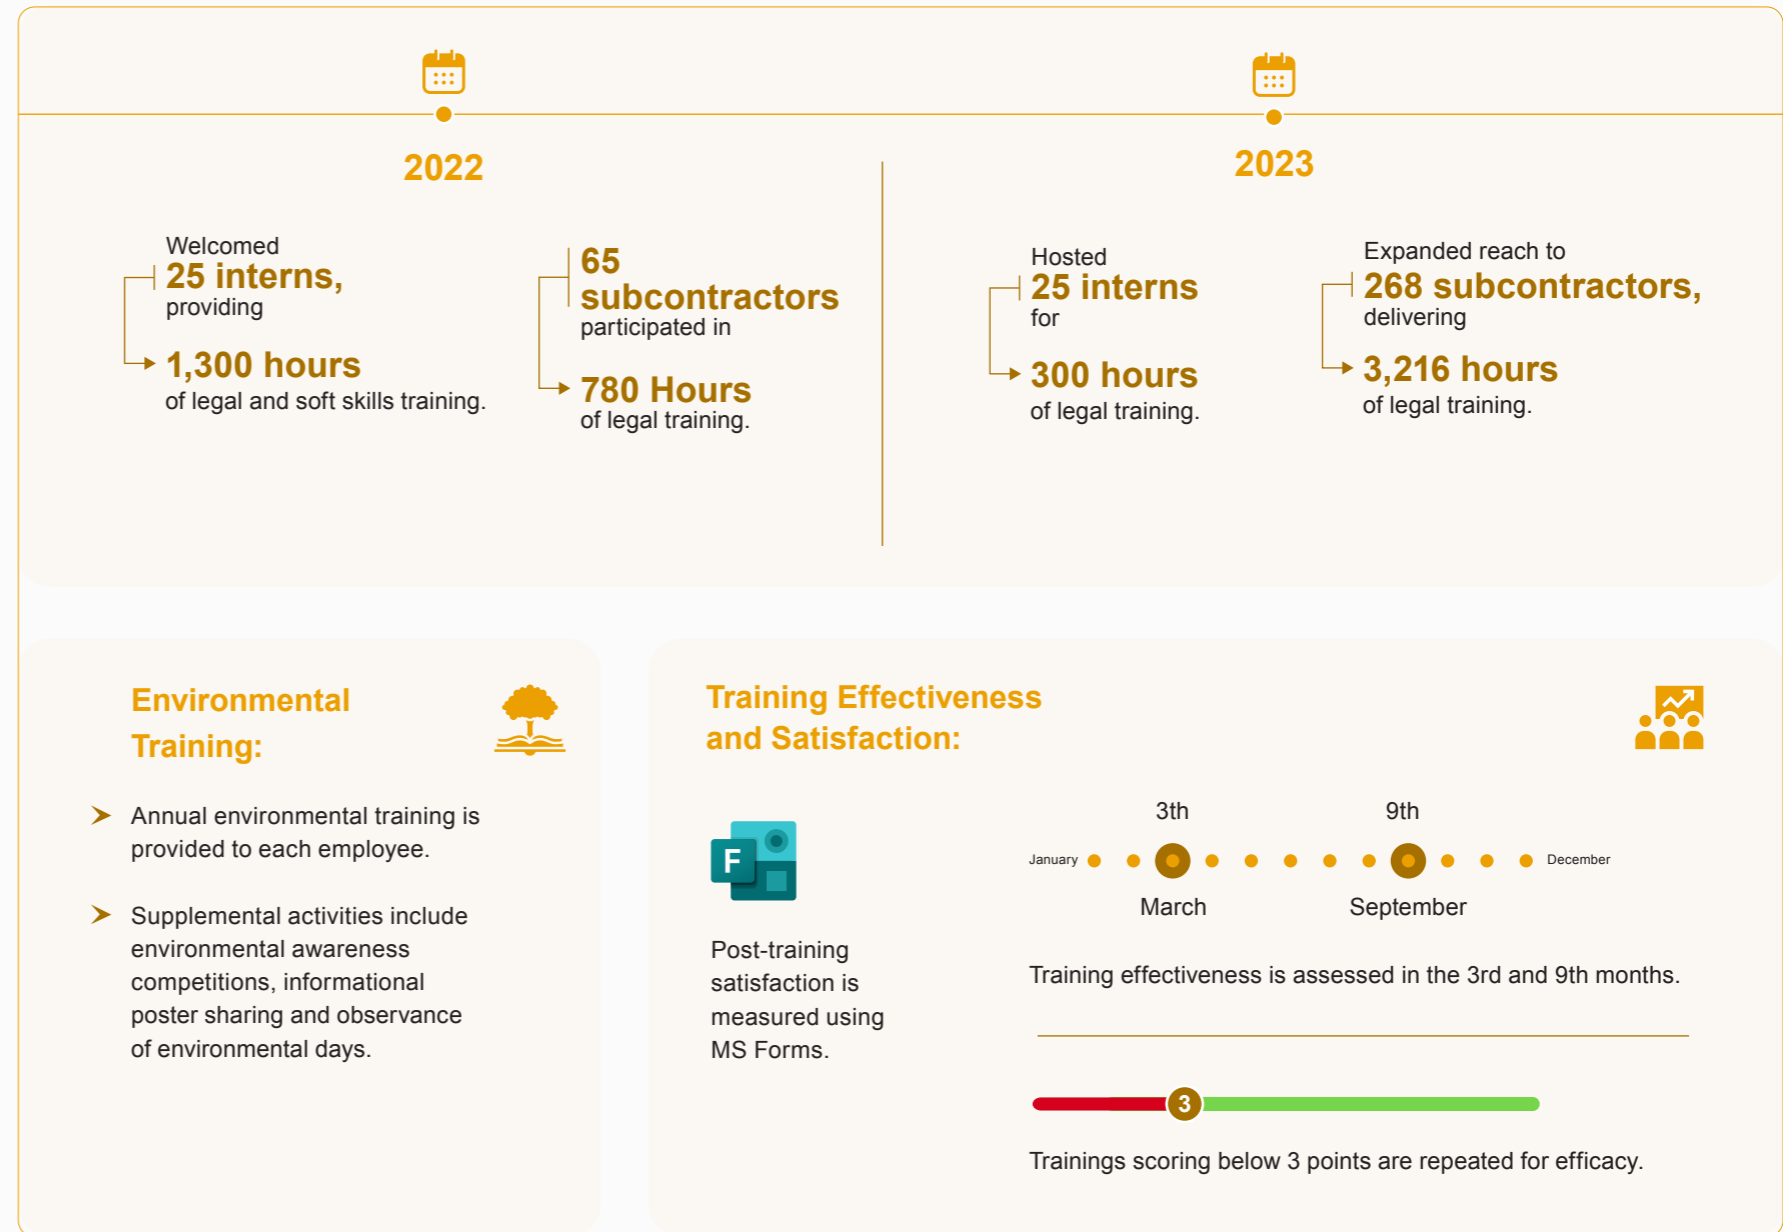 2022
Welcomed
25 interns,
providing
1,300 hours
of legal and soft skills training.
65
subcontractors
participated in
780 Hours
of legal training.
2023
Hosted
25 interns
for
300 hours
of legal training.
Expanded reach to
268 subcontractors,
delivering
3,216 hours
of legal training.
Environmental
Training:
Annual environmental training is
provided to each employee.
Supplemental activities include
environmental awareness
competitions, informational
poster sharing and observance
of environmental days.
Training Effectiveness
and Satisfaction:
F
Post-training
satisfaction is
measured using
MS Forms.
3th
9th
January
December
March
September
Training effectiveness is assessed in the 3rd and 9th months.
3
Trainings scoring below 3 points are repeated for efficacy.